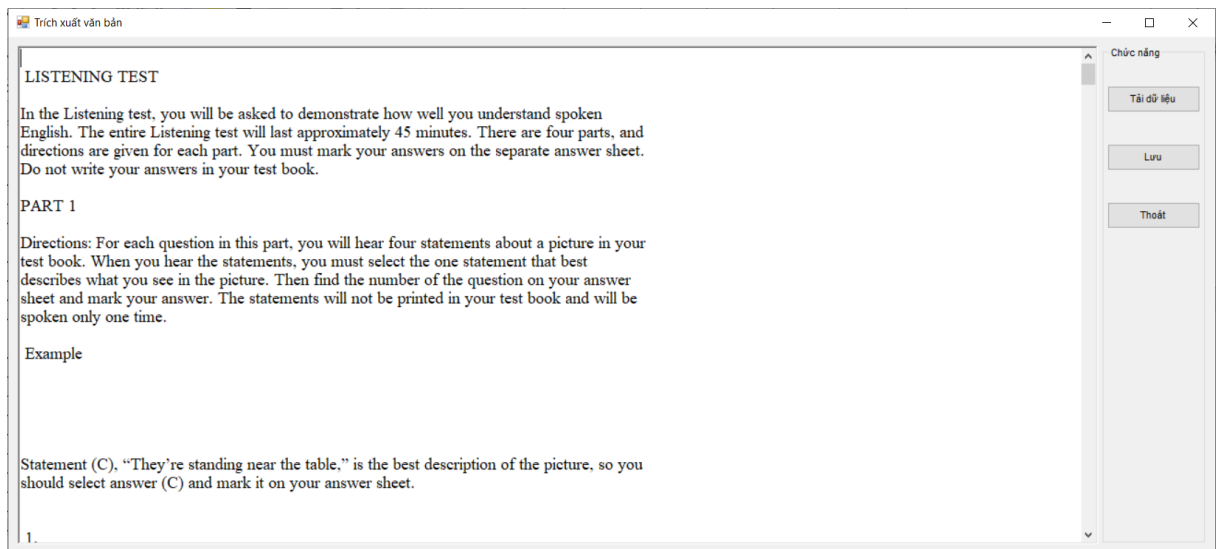 Trích xuất văn bản
Chức năng
LISTENING TEST
Tải dữ liệu
In the Listening test, you will be asked to demonstrate how well you understand spoken
English. The entire Listening test will last approximately 45 minutes. There are four parts, and
directions are given for each part. You must mark your answers on the separate answer sheet.
Do not write your answers in your test book.
Lưu
PART 1
Thoát
Directions: For each question in this part, you will hear four statements about a picture in your
test book. When you hear the statements, you must select the one statement that best
describes what you see in the picture. Then find the number of the question on your answer
sheet and mark your answer. The statements will not be printed in your test book and will be
spoken only one time.
Example
Statement (C), “They’re standing near the table,” is the best description of the picture, so you
should select answer (C) and mark it on your answer sheet.
1.